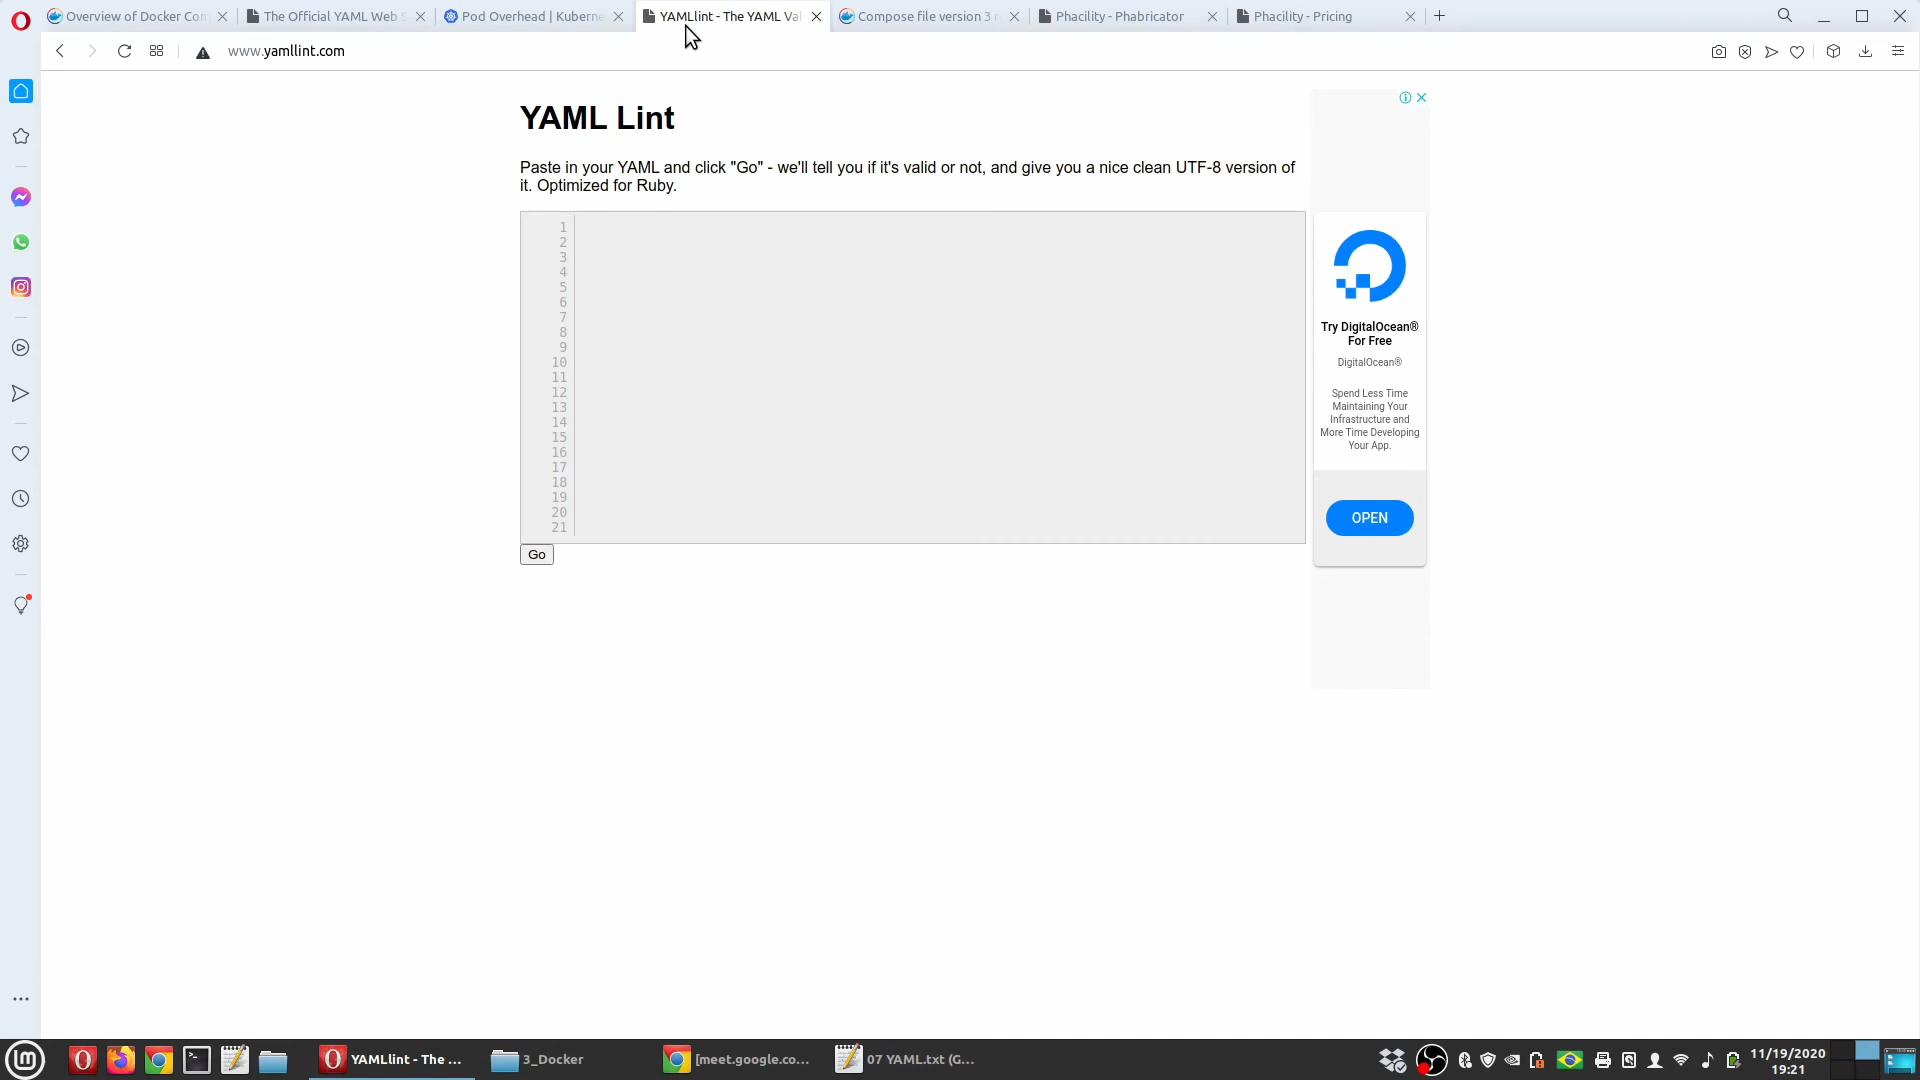 Overview of Docker Com
The Official YAML Web S
Pod Overhead | Kuberne
YAMLlint - The YAML Val
Compose file version 3 r
Phacility - Phabricator
Phacility - Pricing
www.yamllint.com
YAML Lint
Paste in your YAML and click "Go" - we'll tell you if it's valid or not, and give you a nice clean UTF-8 version of
it. Optimized for Ruby.
1
2
3
4
5
6
7
8
9
10
11
12
13
14
15
16
17
18
19
20
21
Go
Try DigitalOcean®
For Free
DigitalOcean®
Spend Less Time
Maintaining Your
Infrastructure and
More Time Developing
Your App.
OPEN
YAMLlint - The ...
3_Docker
[meet.google.co...
07 YAML.txt (G...
11/19/2020
19:21